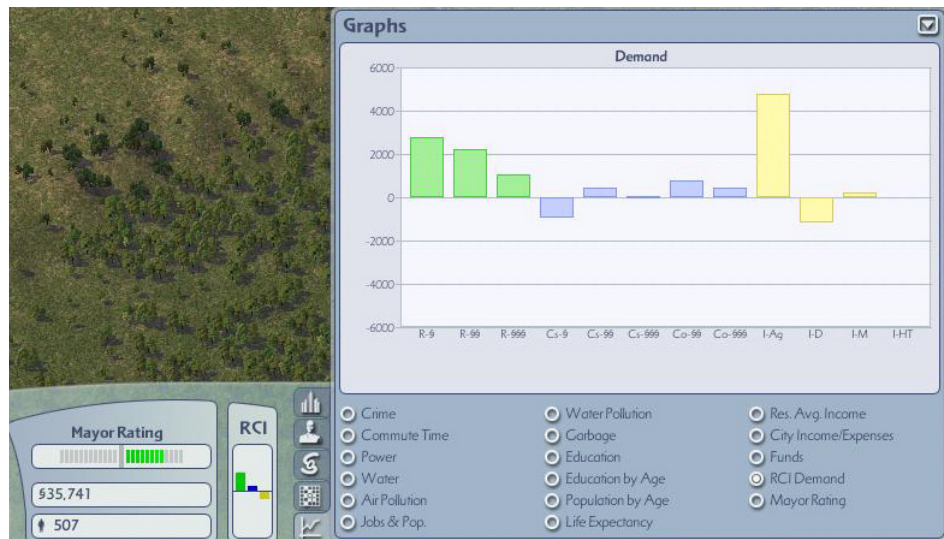 Graphs
Demand
6000
4000
2000
0
-2000
-4000
-6000
R-§ R-§§ R-§§§ Cs-§ Cs-§§ Cs-§§§ Co-§§ Co-§§§ I-Ag I-D I-M I-HT
Mayor Rating
RCI
§35,741
507
Crime Water Pollution Res. Avg. Income
Commute Time Garbage City Income/Expenses
Power Education Funds
Water Education by Age RCI Demand
Air Pollution Population by Age Mayor Rating
Jobs & Pop. Life Expectancy